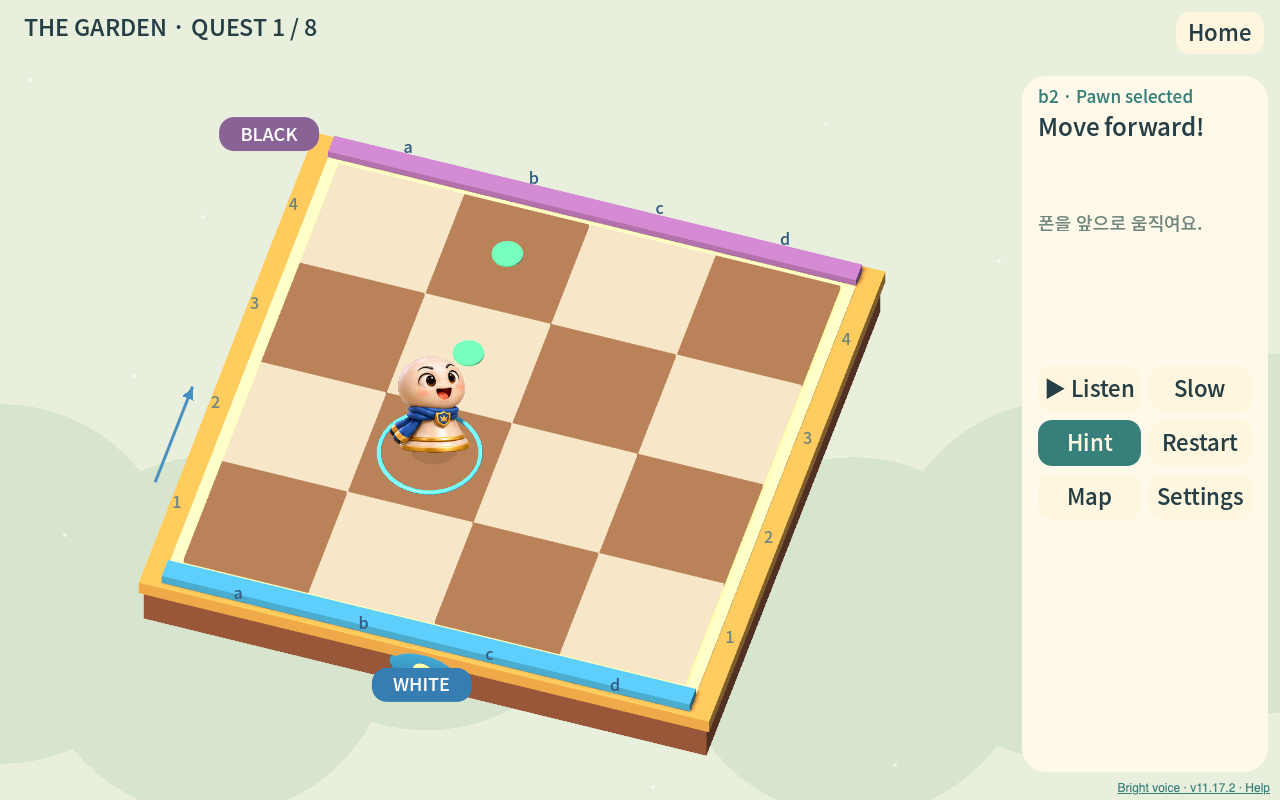 THE GARDEN · QUEST 1 / 8
Home
b2 · Pawn selected
Move forward!
폰을 앞으로 움직여요.
▶ Listen
Slow
Hint
Restart
Map
Settings
BLACK
a
b
c
d
4
3
2
1
4
3
2
1
a
b
c
d
WHITE
Bright voice · v11.17.2 · Help